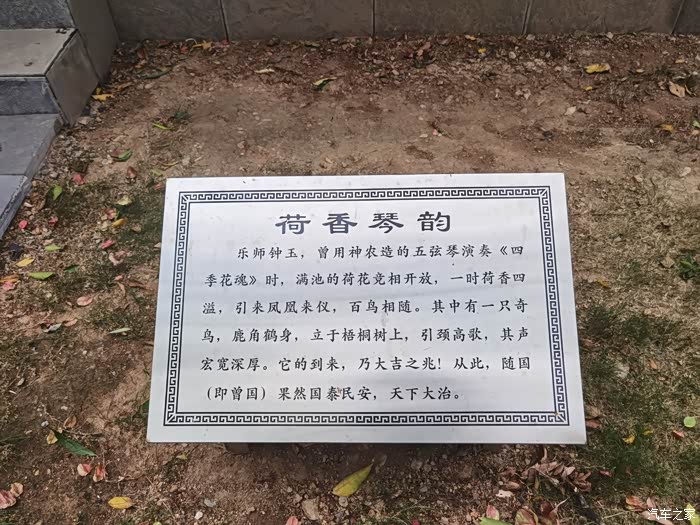 荷香琴韵
乐师钟玉，曾用神农造的五弦琴演奏《四
季花魂》时，满池的荷花竞相开放，一时荷香四
溢，引来凤凰来仪，百鸟相随。其中有一只奇
鸟，鹿角鹤身，立于梧桐树上，引颈高歌，其声
宏宽深厚。它的到来，乃大吉之兆！从此，随国
（即曾国）果然国泰民安，天下大治。
汽车之家